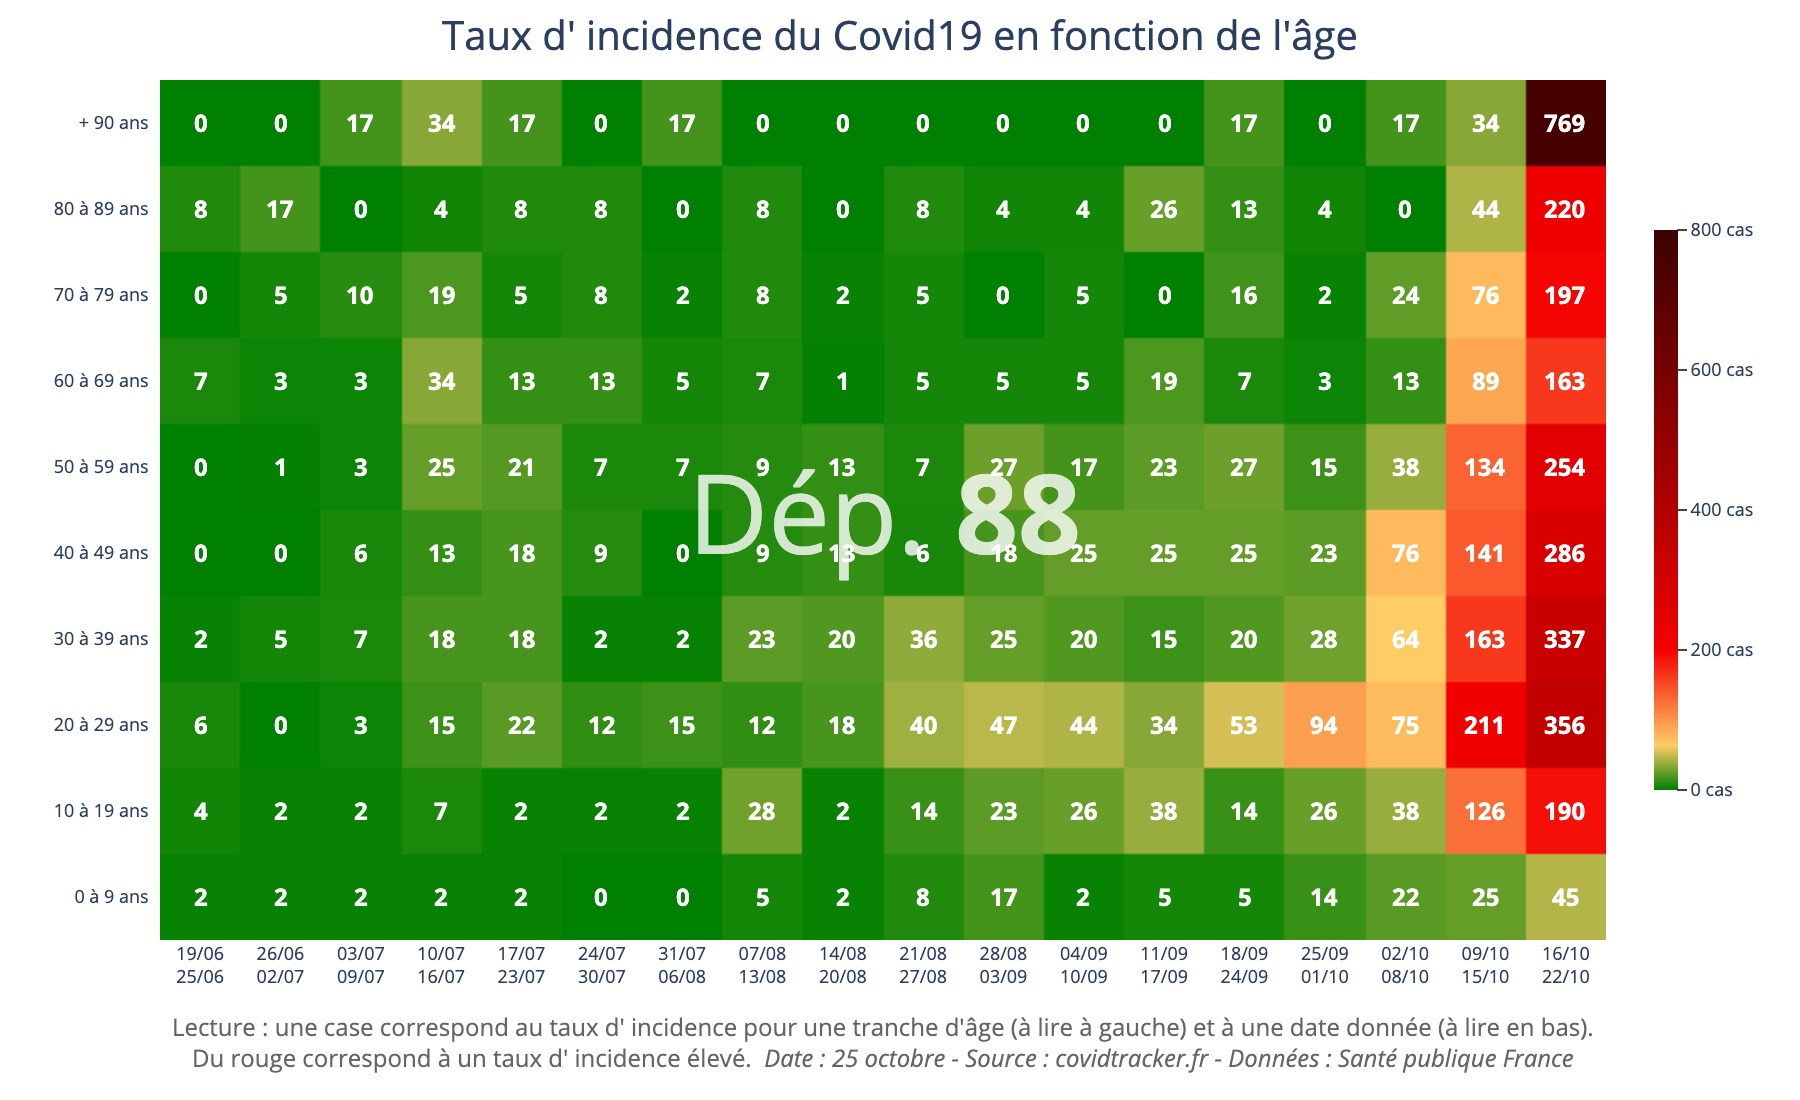 Taux d' incidence du Covid19 en fonction de l'âge
+ 90 ans 0 0 17 34 17 0 17 0 0 0 0 0 0 17 0 17 34 769
80 à 89 ans 8 17 0 4 8 8 0 8 0 8 4 4 26 13 4 0 44 220
70 à 79 ans 0 5 10 19 5 8 2 8 2 5 0 5 0 16 2 24 76 197
60 à 69 ans 7 3 3 34 13 13 5 7 1 5 5 5 19 7 3 13 89 163
50 à 59 ans 0 1 3 25 21 7 7 9 13 7 27 17 23 27 15 38 134 254
Dép. 88
40 à 49 ans 0 0 6 13 18 9 0 9 13 6 18 25 25 25 23 76 141 286
30 à 39 ans 2 5 7 18 18 2 2 23 20 36 25 20 15 20 28 64 163 337
20 à 29 ans 6 0 3 15 22 12 15 12 18 40 47 44 34 53 94 75 211 356
10 à 19 ans 4 2 2 7 2 2 2 28 2 14 23 26 38 14 26 38 126 190
0 à 9 ans 2 2 2 2 2 0 0 5 2 8 17 2 5 5 14 22 25 45
19/06 26/06 03/07 10/07 17/07 24/07 31/07 07/08 14/08 21/08 28/08 04/09 11/09 18/09 25/09 02/10 09/10 16/10
25/06 02/07 09/07 16/07 23/07 30/07 06/08 13/08 20/08 27/08 03/09 10/09 17/09 24/09 01/10 08/10 15/10 22/10
800 cas
600 cas
400 cas
200 cas
0 cas
Lecture : une case correspond au taux d' incidence pour une tranche d'âge (à lire à gauche) et à une date donnée (à lire en bas).
Du rouge correspond à un taux d' incidence élevé. Date : 25 octobre - Source : covidtracker.fr - Données : Santé publique France